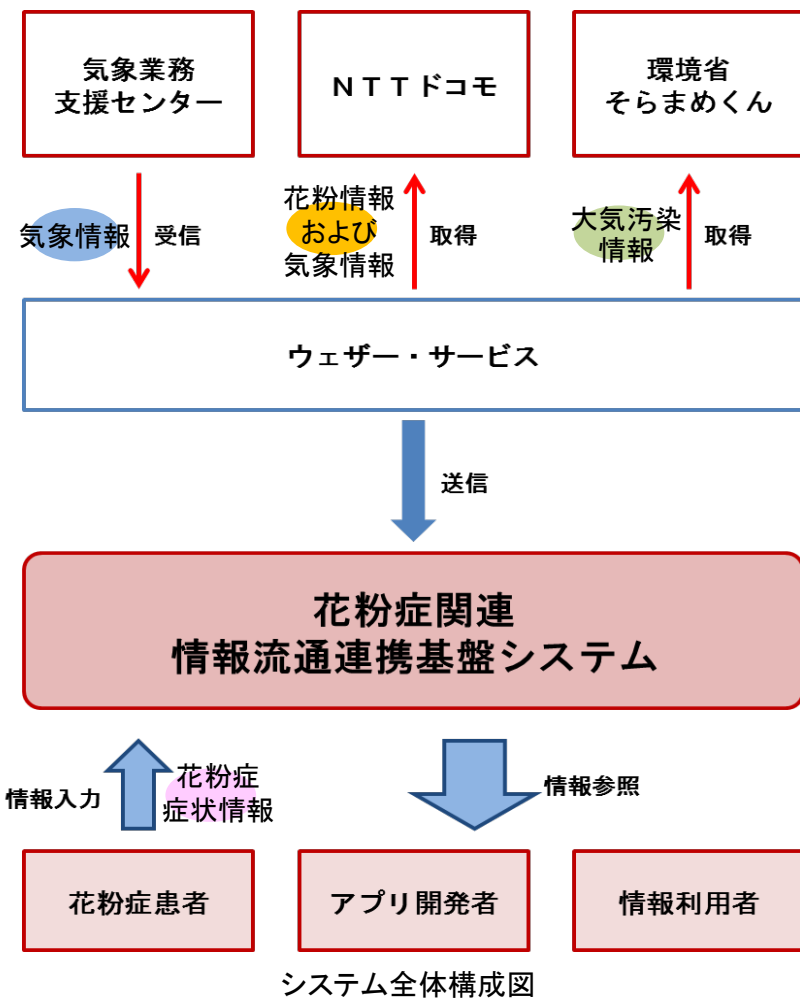 気象業務
支援センター
ＮＴＴドコモ
環境省
そらまめくん
気象情報
受信
花粉情報
および
気象情報
取得
大気汚染
情報
取得
ウェザー・サービス
送信
花粉症関連
情報流通連携基盤システム
情報入力
花粉症
症状情報
情報参照
花粉症患者
アプリ開発者
情報利用者
システム全体構成図